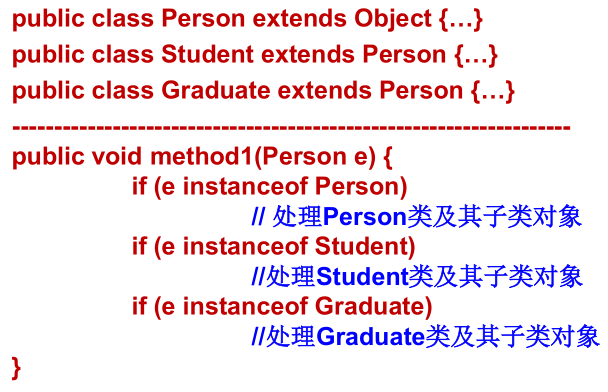 public class Person extends Object {…}
public class Student extends Person {…}
public class Graduate extends Person {…}
-------------------------------------------------------------------
public void method1(Person e) {
if (e instanceof Person)
// 处理Person类及其子类对象
if (e instanceof Student)
//处理Student类及其子类对象
if (e instanceof Graduate)
//处理Graduate类及其子类对象
}